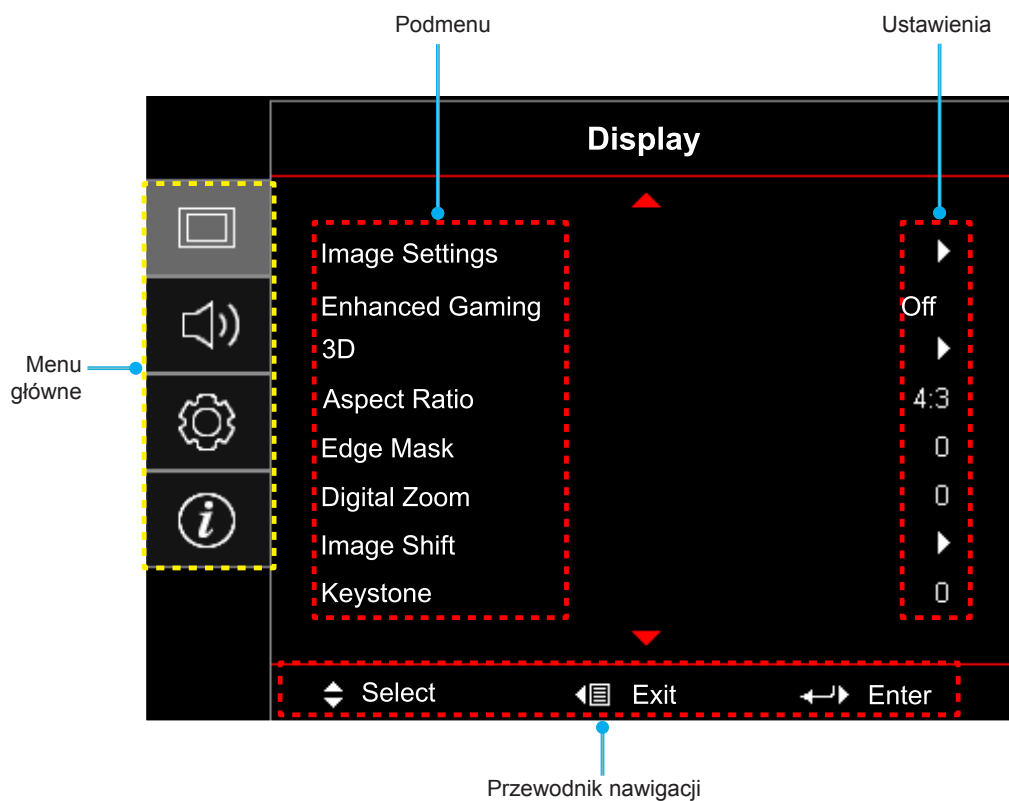 Podmenu
Ustawienia
Display
Image Settings
Enhanced Gaming Off
3D
Menu
główne
Aspect Ratio 4:3
Edge Mask 0
Digital Zoom 0
Image Shift
Keystone 0
Select Exit Enter
Przewodnik nawigacji